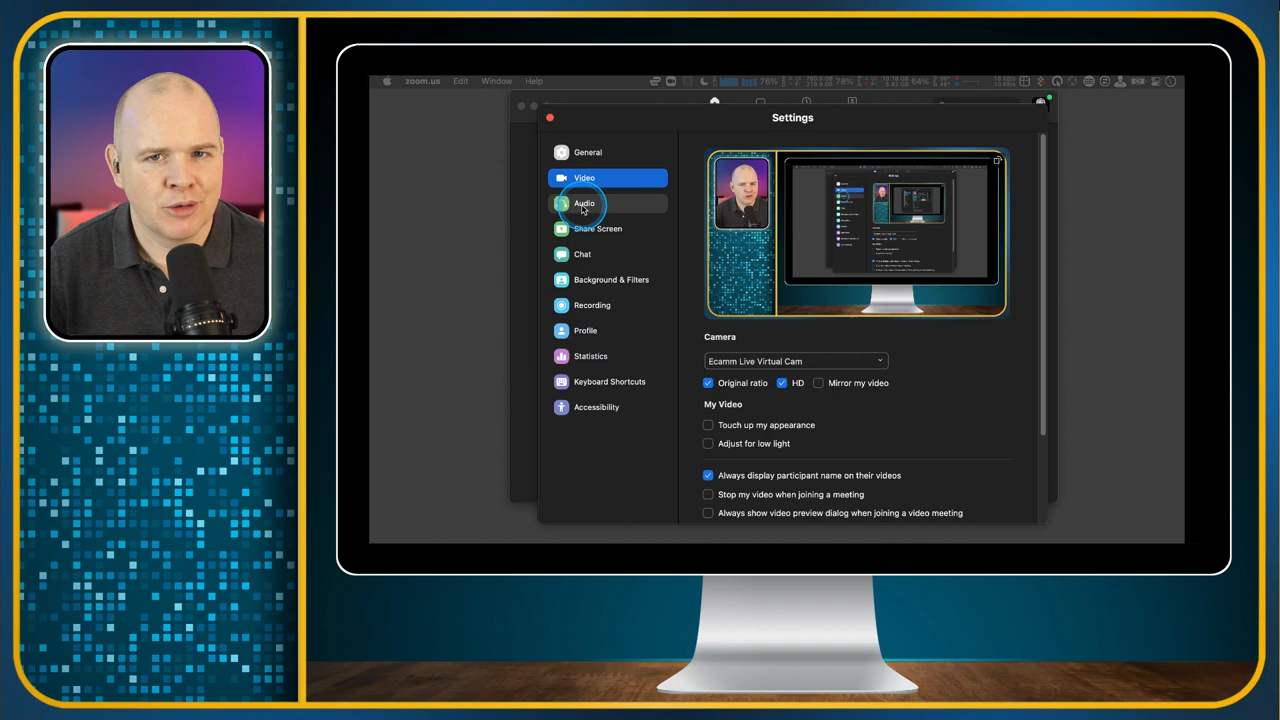 zoom.us Edit Window Help
76% 78% 64%
Settings
General
Video
Audio
Share Screen
Chat
Background & Filters
Recording
Profile
Statistics
Keyboard Shortcuts
Accessibility
Camera
Ecamm Live Virtual Cam
Original ratio HD Mirror my video
My Video
Touch up my appearance
Adjust for low light
Always display participant name on their videos
Stop my video when joining a meeting
Always show video preview dialog when joining a video meeting